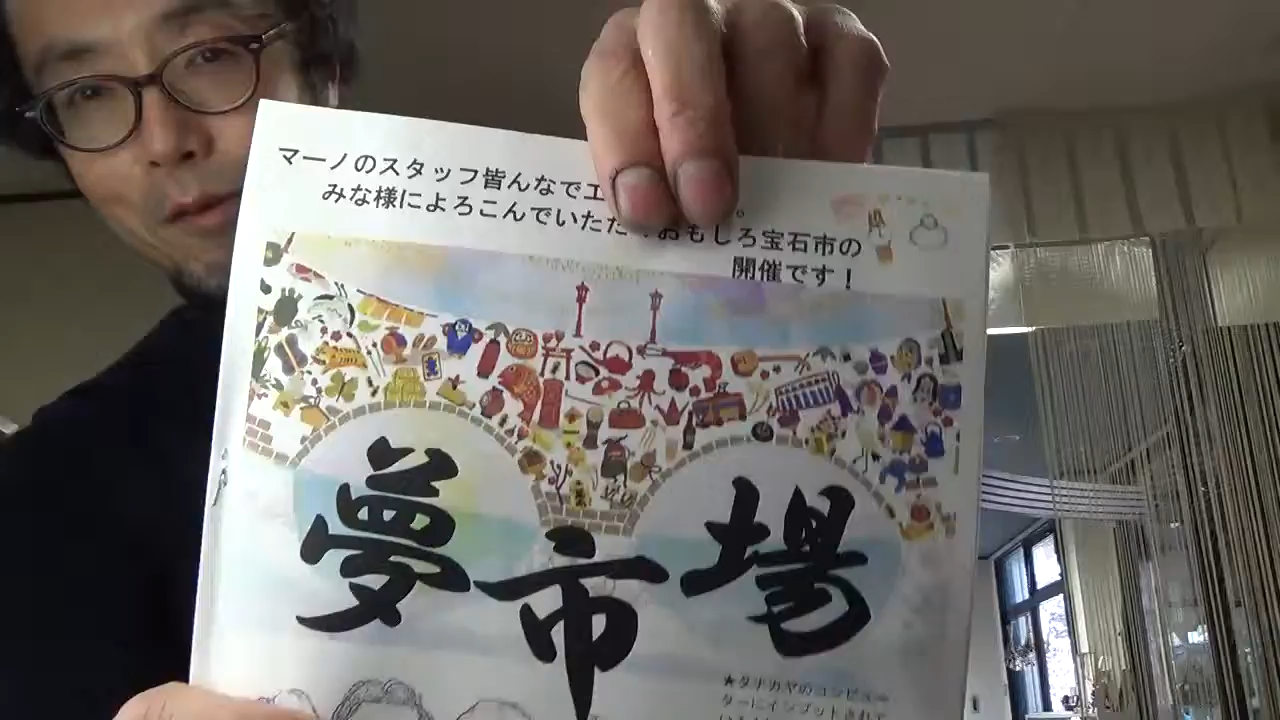 マーノのスタッフ皆んなでエ
みな様によろこんでいただ おもしろ宝石市の
開催です！
夢市場
★タナカヤのコンピュー
ターにインプットされて